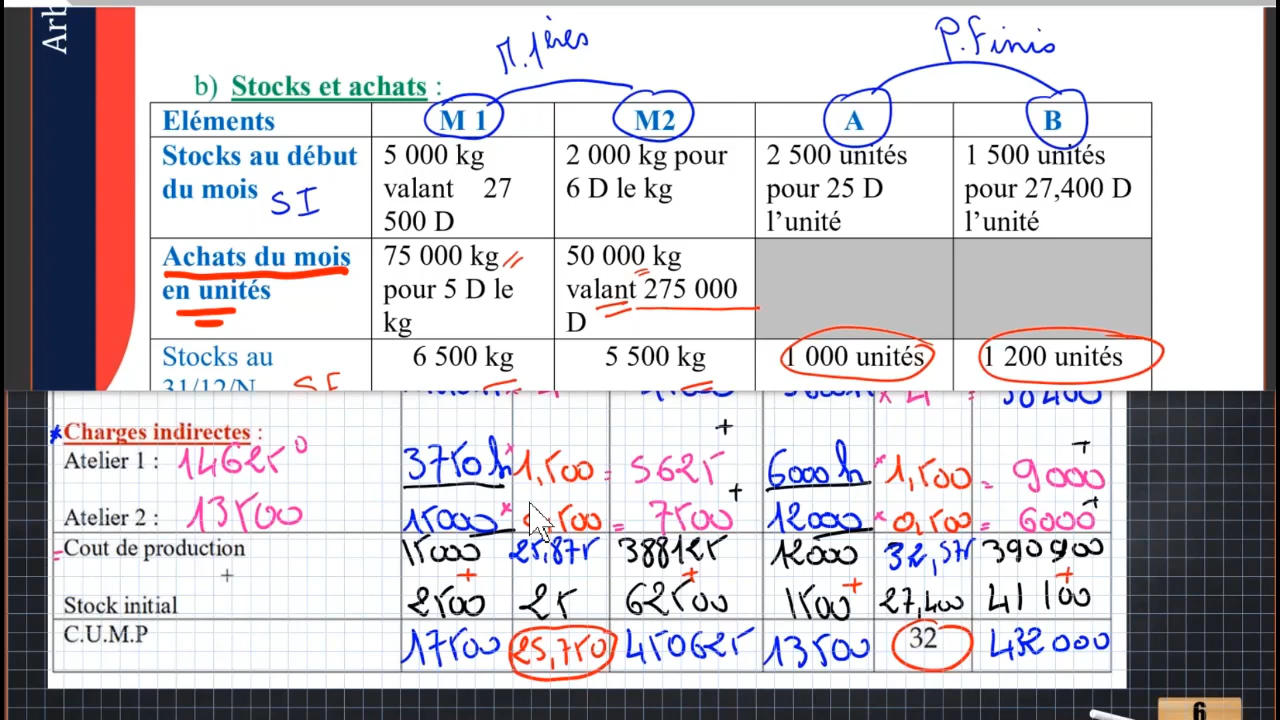 Arb
M. 1ères
P. Finis
b) Stocks et achats :
Eléments M 1 M2 A B
Stocks au début du mois SI
5 000 kg valant 27 500 D
2 000 kg pour 6 D le kg
2 500 unités pour 25 D l'unité
1 500 unités pour 27,400 D l'unité
Achats du mois en unités
75 000 kg pour 5 D le kg
50 000 kg valant 275 000 D
Stocks au 31/12/N SF
6 500 kg 5 500 kg 1 000 unités 1 200 unités
* Charges indirectes :
Atelier 1 : 14625 D 3750 h × 1,500 = 5625 + 6000 h × 1,500 = 9000 +
Atelier 2 : 13500 15000 × 0,500 = 7500 + 12000 × 0,500 = 6000 +
= Cout de production 15000 25,875 388125 12000 32,575 390900
+ + + + +
Stock initial 2500 25 62500 1500 27,400 41100
C.U.M.P 17500 25,750 450625 13500 32 432000
6